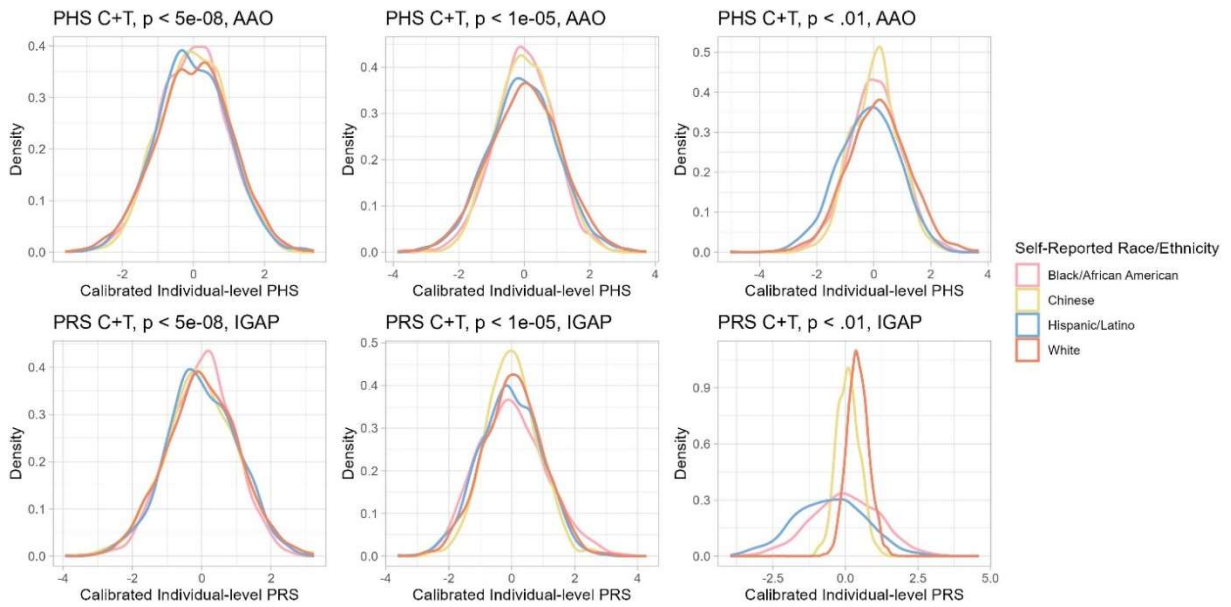 PHS C+T, p < 5e-08, AAO
0.4
0.3
0.2
0.1
0.0
Density
-2
0
2
Calibrated Individual-level PHS
PHS C+T, p < 1e-05, AAO
0.4
0.3
0.2
0.1
0.0
Density
-4
-2
0
2
4
Calibrated Individual-level PHS
PHS C+T, p < .01, AAO
0.5
0.4
0.3
0.2
0.1
0.0
Density
-4
-2
0
2
4
Calibrated Individual-level PHS
PRS C+T, p < 5e-08, IGAP
0.4
0.3
0.2
0.1
0.0
Density
-4
-2
0
2
Calibrated Individual-level PRS
PRS C+T, p < 1e-05, IGAP
0.5
0.4
0.3
0.2
0.1
0.0
Density
-4
-2
0
2
4
Calibrated Individual-level PRS
PRS C+T, p < .01, IGAP
0.9
0.6
0.3
0.0
Density
-2.5
0.0
2.5
5.0
Calibrated Individual-level PRS
Self-Reported Race/Ethnicity
Black/African American
Chinese
Hispanic/Latino
White